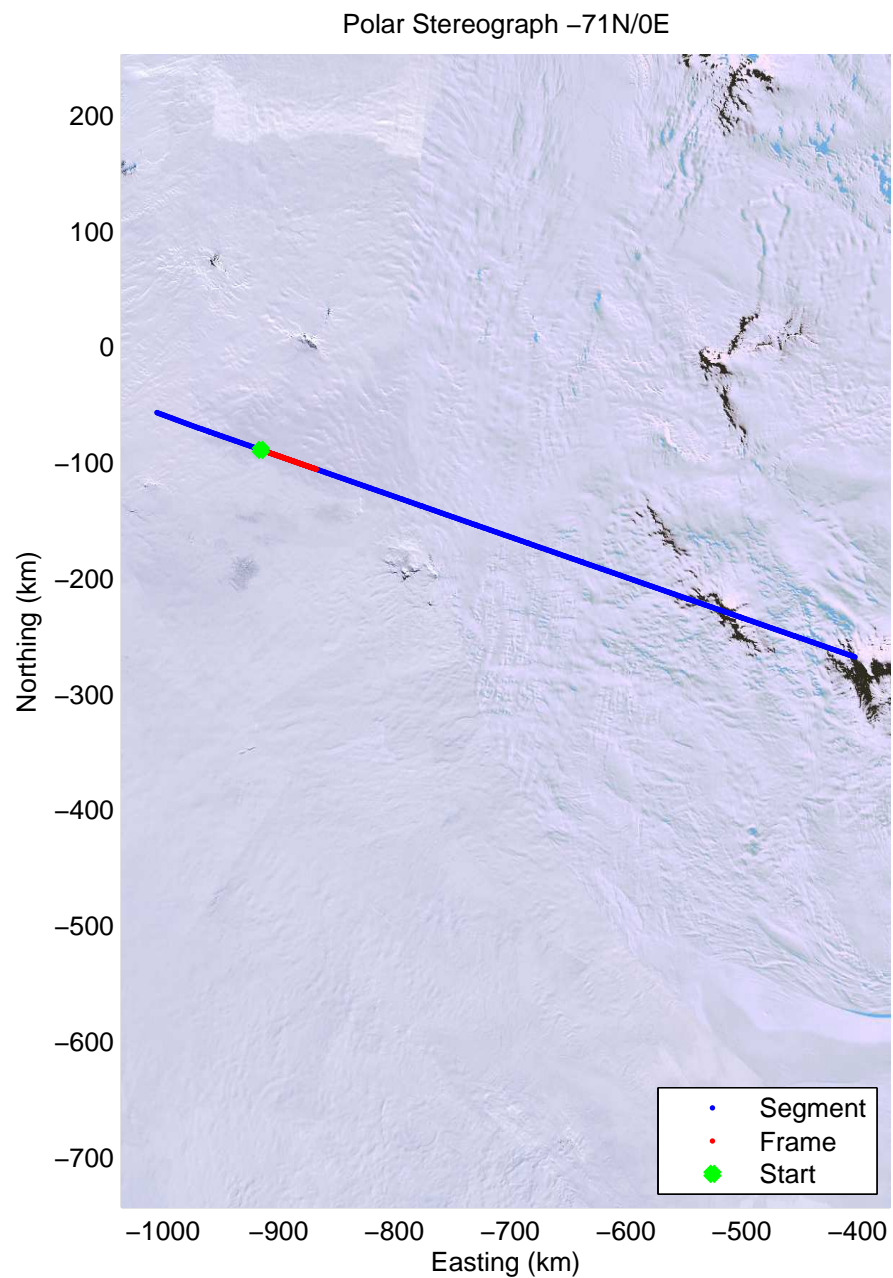 Polar Stereograph −71N/0E
200
100
0
−100
−200
−300
−400
−500
−600
−700
Northing (km)
−1000 −900 −800 −700 −600 −500 −400
Easting (km)
Segment
Frame
Start